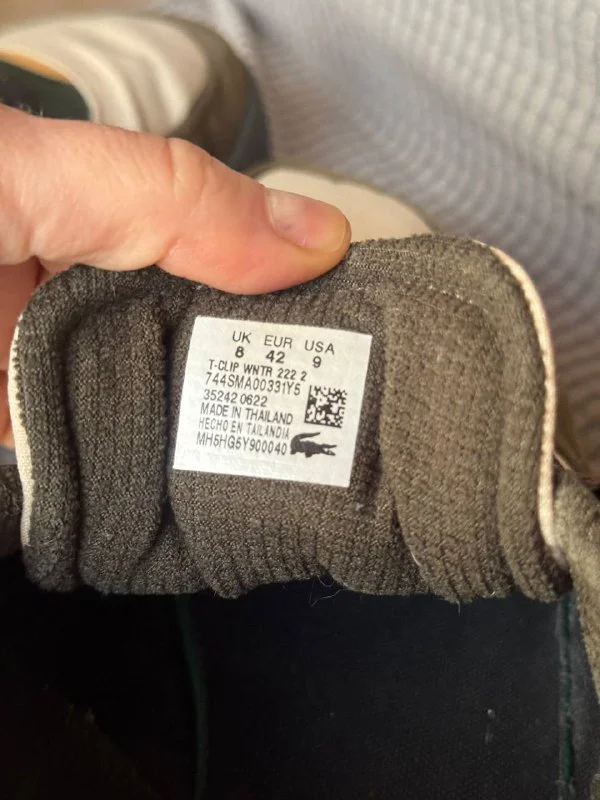 UK EUR USA
8 42 9
T-CLIP WNTR 222 2
744SMA00331Y5
35242 0622
MADE IN THAILAND
HECHO EN TAILANDIA
MH5HG5Y900040